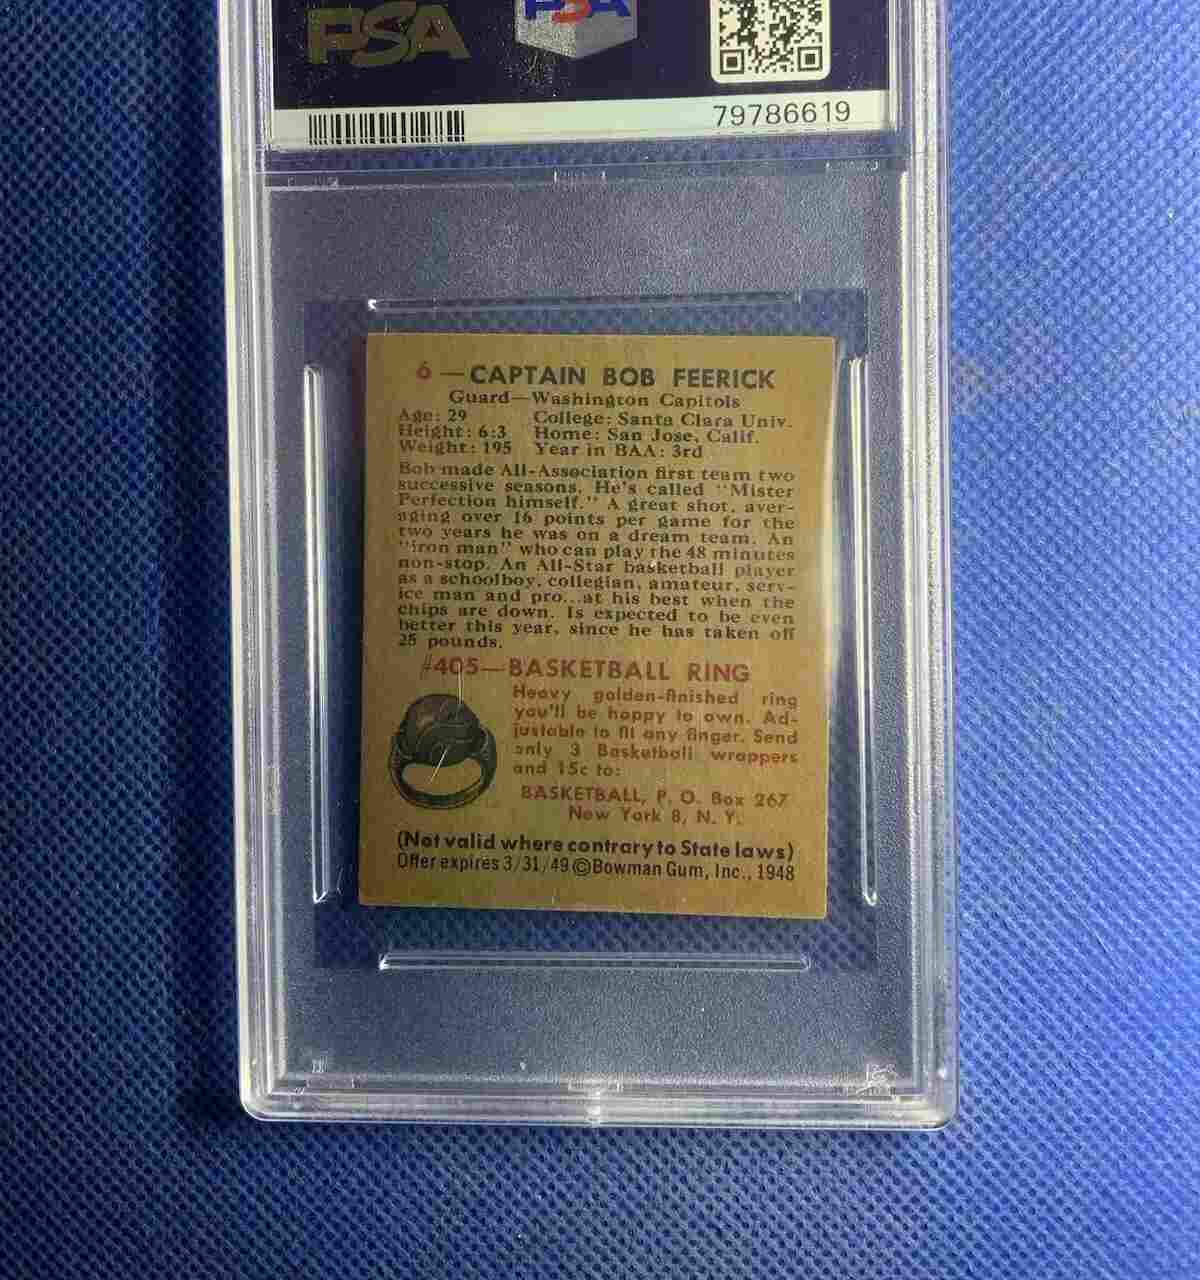 PSA
PSA
79786619
6 — CAPTAIN BOB FEERICK
Guard—Washington Capitols
Age: 29 College: Santa Clara Univ.
Height: 6:3 Home: San Jose, Calif.
Weight: 195 Year in BAA: 3rd
Bob made All-Association first team two
successive seasons. He's called "Mister
Perfection himself." A great shot, aver-
aging over 16 points per game for the
two years he was on a dream team. An
"iron man" who can play the 48 minutes
non-stop. An All-Star basketball player
as a schoolboy, collegian, amateur, serv-
ice man and pro...at his best when the
chips are down. Is expected to be even
better this year, since he has taken off
25 pounds.
#405—BASKETBALL RING
Heavy golden-finished ring
you'll be happy to own. Ad-
justable to fit any finger. Send
only 3 Basketball wrappers
and 15c to:
BASKETBALL, P. O. Box 267
New York 8, N. Y.
(Not valid where contrary to State laws)
Offer expires 3/31/49 ©Bowman Gum, Inc., 1948